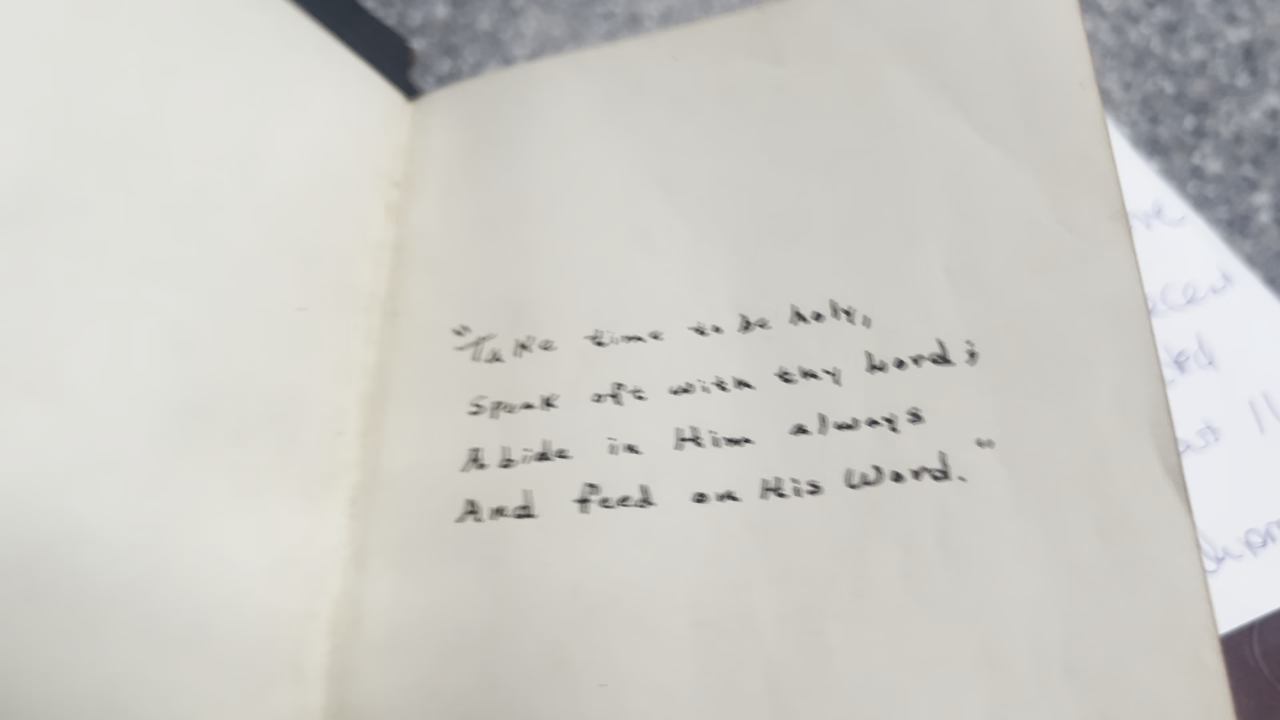 "Take time to be holy,
Speak oft with thy Lord;
Abide in Him always
And feed on His Word."